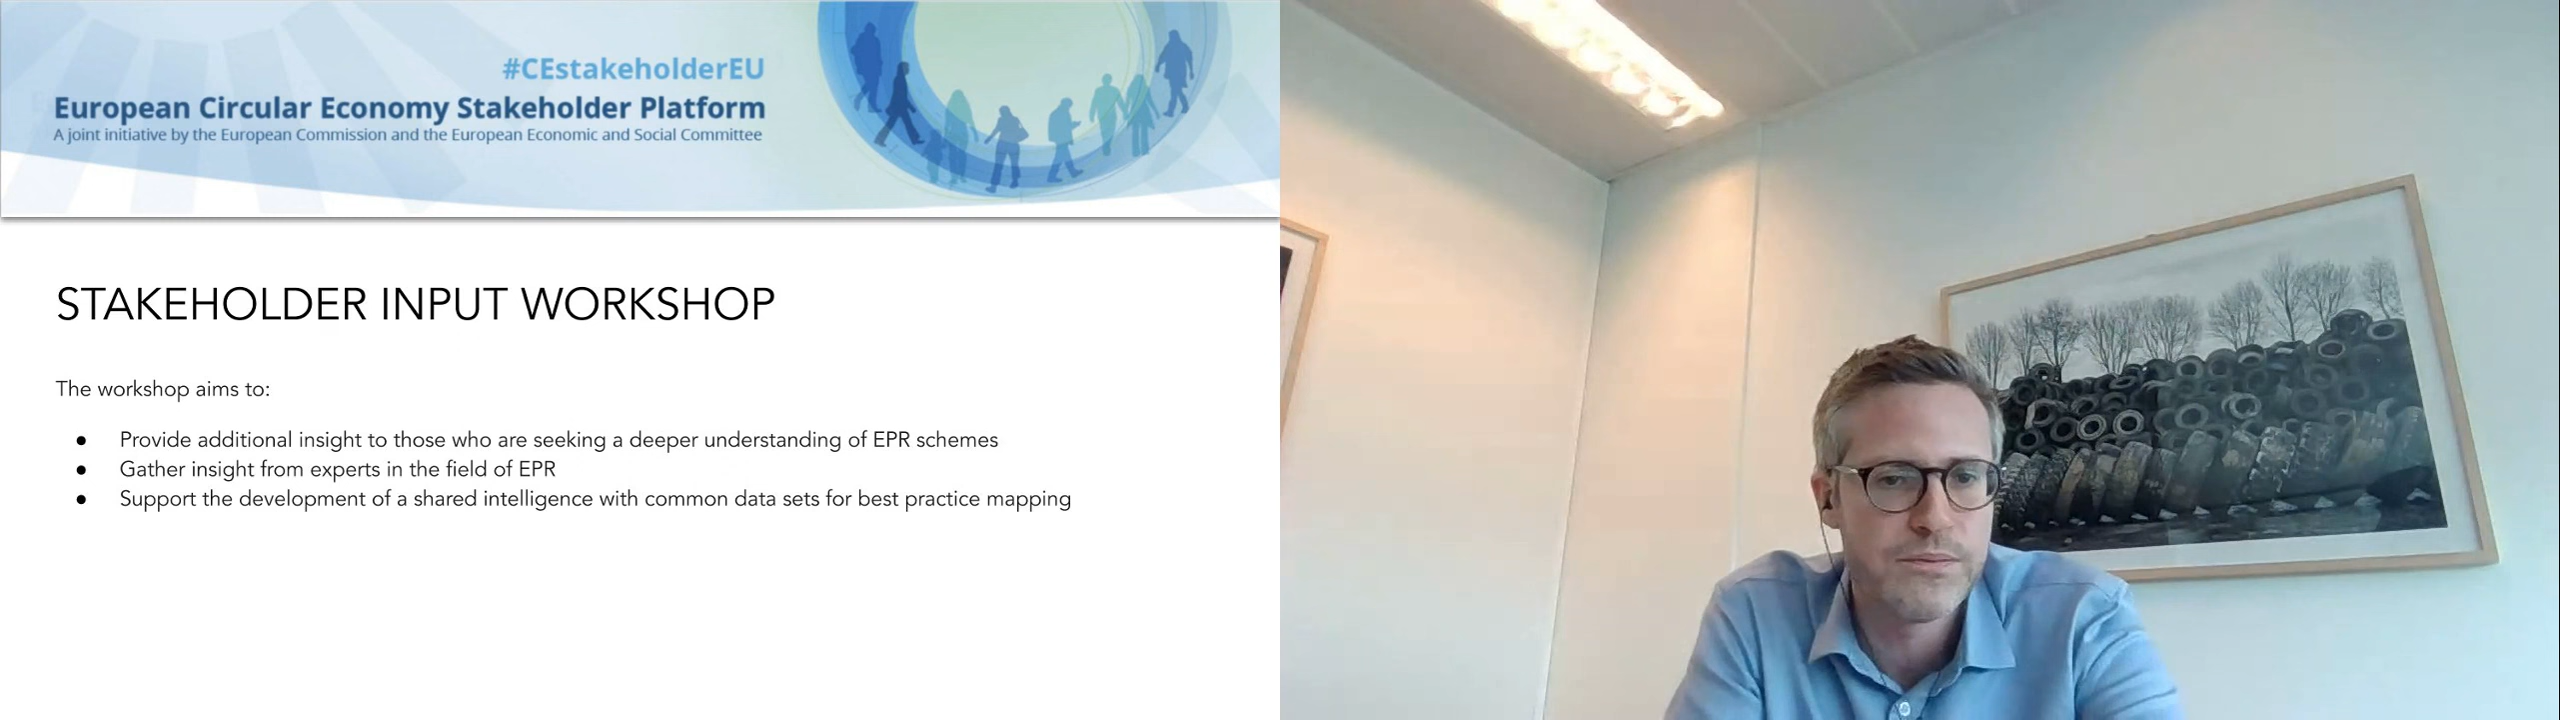 #CEstakeholderEU
European Circular Economy Stakeholder Platform
A joint initiative by the European Commission and the European Economic and Social Committee
STAKEHOLDER INPUT WORKSHOP
The workshop aims to:
● Provide additional insight to those who are seeking a deeper understanding of EPR schemes
● Gather insight from experts in the field of EPR
● Support the development of a shared intelligence with common data sets for best practice mapping